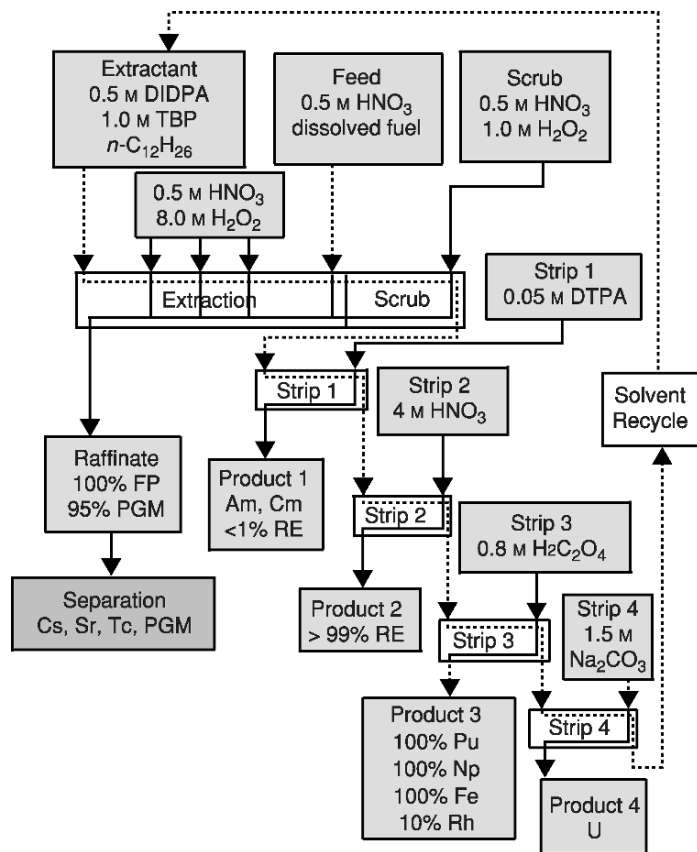 Extractant
0.5 M DIDPA
1.0 M TBP
n-C₁₂H₂₆
Feed
0.5 M HNO₃
dissolved fuel
Scrub
0.5 M HNO₃
1.0 M H₂O₂
0.5 M HNO₃
8.0 M H₂O₂
Extraction
Scrub
Strip 1
0.05 M DTPA
Strip 1
Strip 2
4 M HNO₃
Solvent
Recycle
Raffinate
100% FP
95% PGM
Product 1
Am, Cm
<1% RE
Strip 2
Strip 3
0.8 M H2C₂O₄
Separation
Cs, Sr, Tc, PGM
Product 2
> 99% RE
Strip 3
Strip 4
1.5 M
Na₂CO₃
Product 3
100% Pu
100% Np
100% Fe
10% Rh
Strip 4
Product 4
U